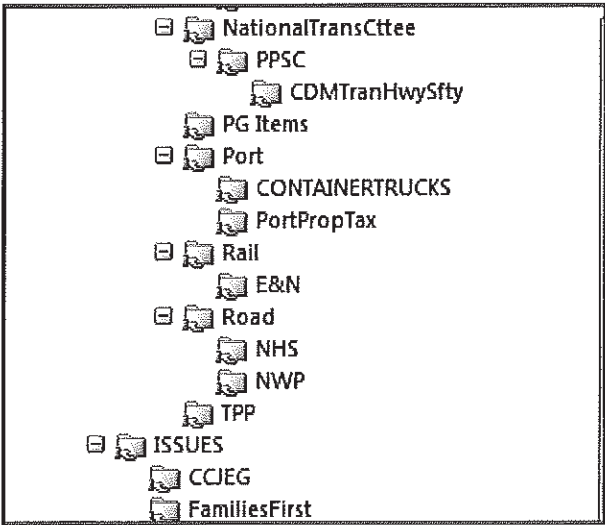 NationalTransCttee
PPSC
CDMTranHwySfty
PG Items
Port
CONTAINERTRUCKS
PortPropTax
Rail
E&N
Road
NHS
NWP
TPP
ISSUES
CCJEG
FamiliesFirst